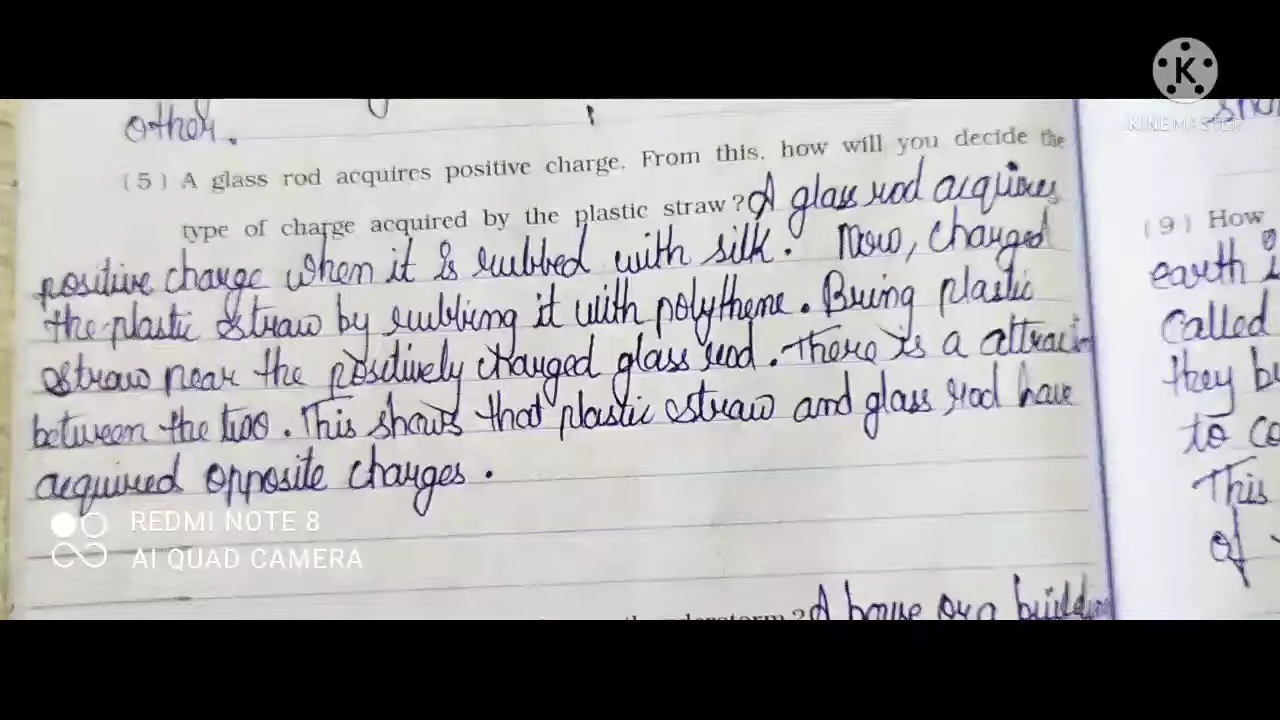 other.
(5) A glass rod acquires positive charge. From this, how will you decide the
type of charge acquired by the plastic straw? A glass rod acquires
positive charge when it is rubbed with silk. Now, charged
the plastic straw by rubbing it with polythene. Bring plastic
straw near the positively charged glass rod. There is a attract
between the two. This shows that plastic straw and glass rod have
acquired opposite charges.
? A house or a building
(9) How
earth
called
they
to
This
of
K
KINEMASTER
REDMI NOTE 8
AI QUAD CAMERA